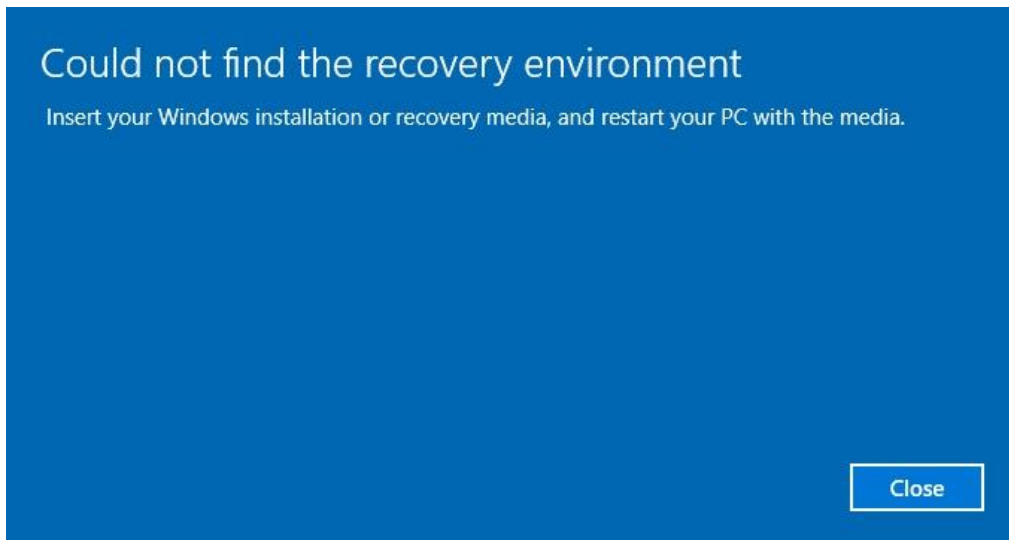 Could not find the recovery environment
Insert your Windows installation or recovery media, and restart your PC with the media.
Close